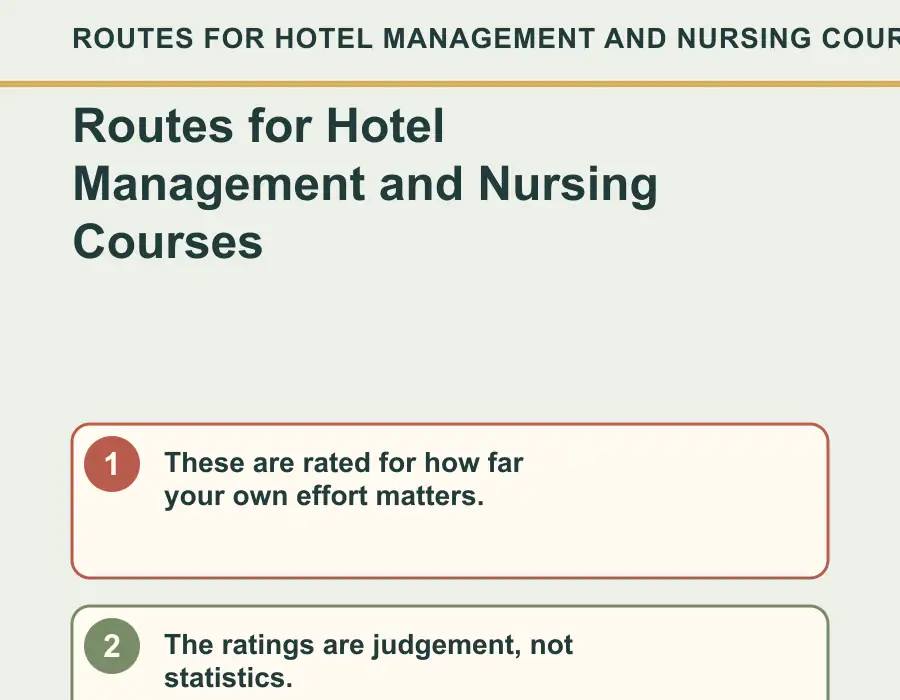 ROUTES FOR HOTEL MANAGEMENT AND NURSING
Routes for Hotel
Management and Nursing
Courses
1
These are rated for how far
your own effort matters.
2
The ratings are judgement, not
statistics.